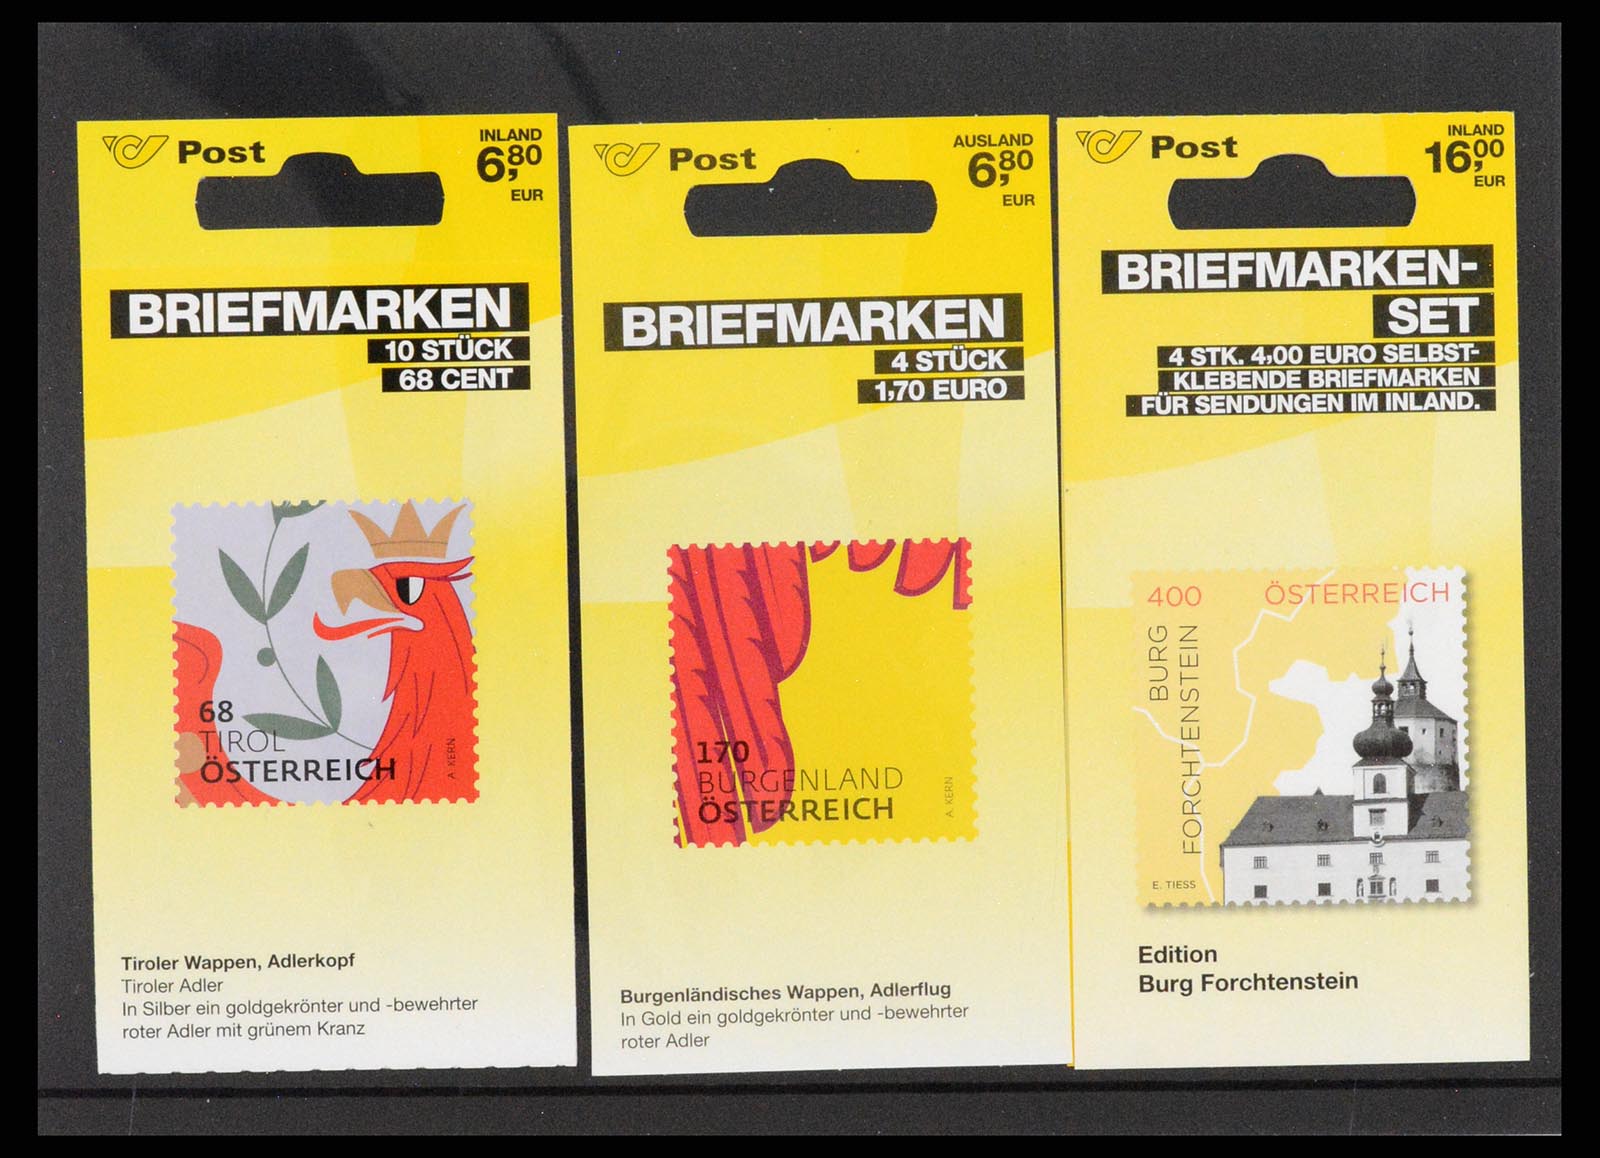 Post
INLAND
6,80
EUR
BRIEFMARKEN
10 STÜCK
68 CENT
68
TIROL
ÖSTERREICH
A. KERN
Tiroler Wappen, Adlerkopf
Tiroler Adler
In Silber ein goldgekrönter und -bewehrter
roter Adler mit grünem Kranz
Post
AUSLAND
6,80
EUR
BRIEFMARKEN
4 STÜCK
1,70 EURO
170
BURGENLAND
ÖSTERREICH
A. KERN
Burgenländisches Wappen, Adlerflug
In Gold ein goldgekrönter und -bewehrter
roter Adler
Post
INLAND
16,00
EUR
BRIEFMARKEN-
SET
4 STK. 4,00 EURO SELBST-
KLEBENDE BRIEFMARKEN
FÜR SENDUNGEN IM INLAND.
400
ÖSTERREICH
BURG
FORCHTENSTEIN
E. TIESS
Edition
Burg Forchtenstein